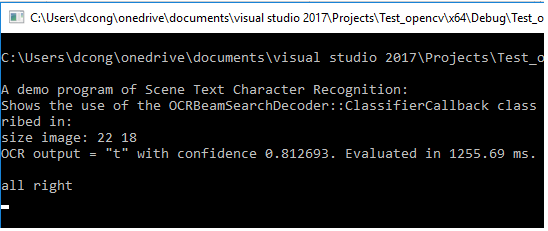 C:\Users\dcong\onedrive\documents\visual studio 2017\Projects\Test_opencv\x64\Debug\Test_o
C:\Users\dcong\onedrive\documents\visual studio 2017\Projects\Test_o
A demo program of Scene Text Character Recognition:
Shows the use of the OCRBeamSearchDecoder::ClassifierCallback class
ribed in:
size image: 22 18
OCR output = "t" with confidence 0.812693. Evaluated in 1255.69 ms.
all right